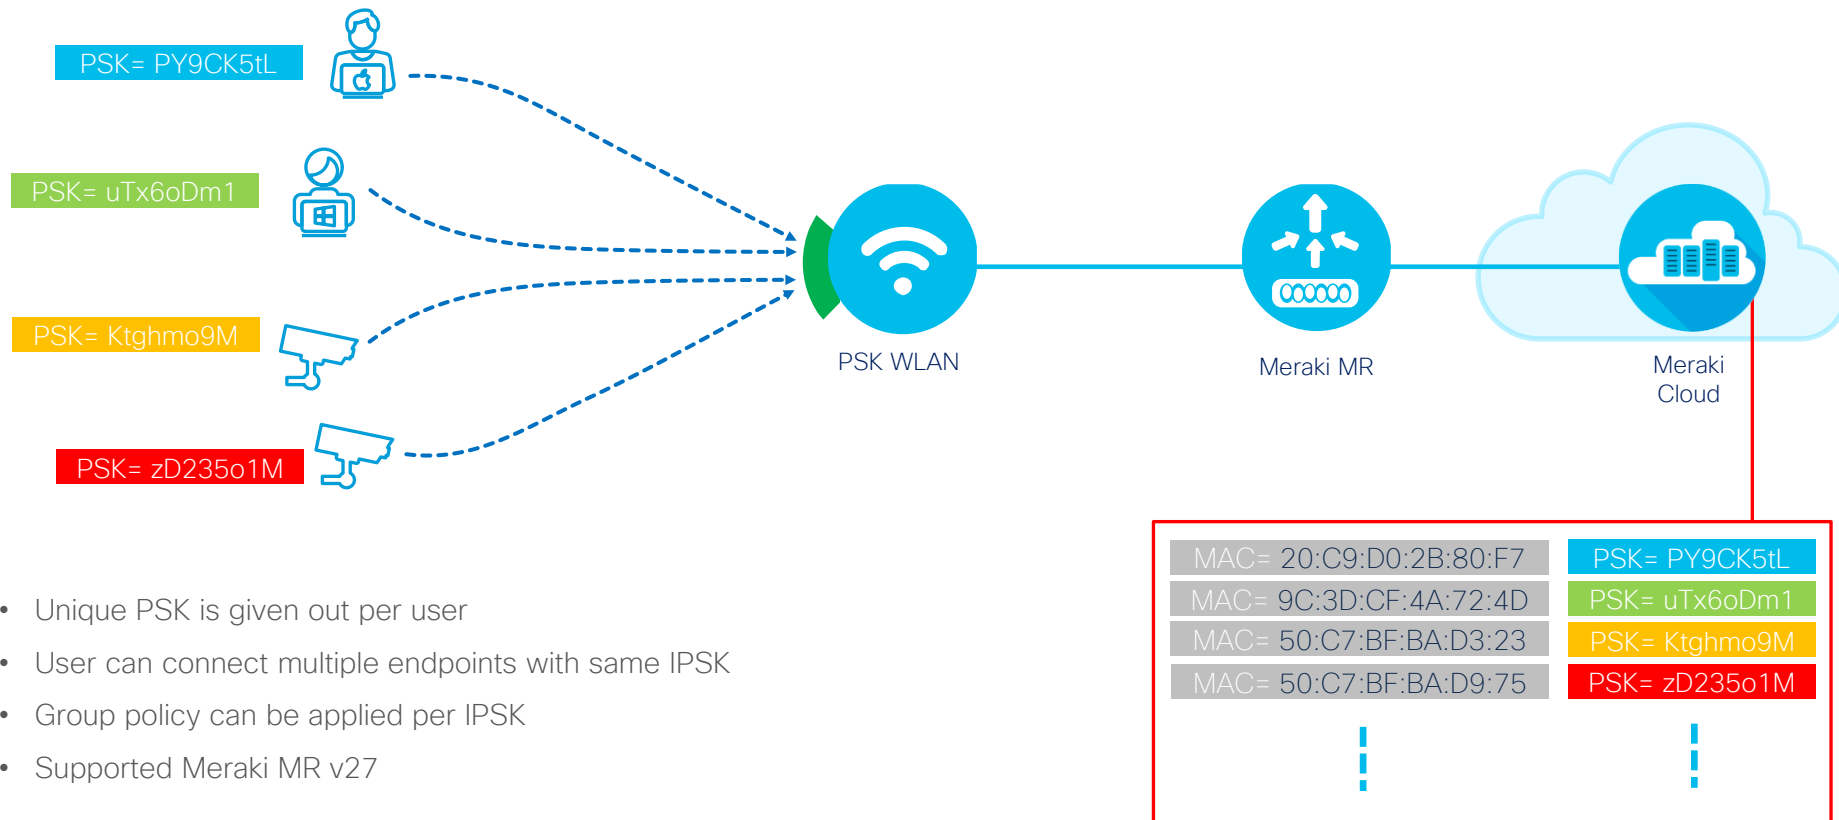 PSK= PY9CK5tL
PSK= uTx6oDm1
PSK= Ktghmo9M
PSK= zD235o1M
PSK WLAN
Meraki MR
Meraki
Cloud
MAC= 20:C9:D0:2B:80:F7 PSK= PY9CK5tL
MAC= 9C:3D:CF:4A:72:4D PSK= uTx6oDm1
MAC= 50:C7:BF:BA:D3:23 PSK= Ktghmo9M
MAC= 50:C7:BF:BA:D9:75 PSK= zD235o1M
• Unique PSK is given out per user
• User can connect multiple endpoints with same IPSK
• Group policy can be applied per IPSK
• Supported Meraki MR v27